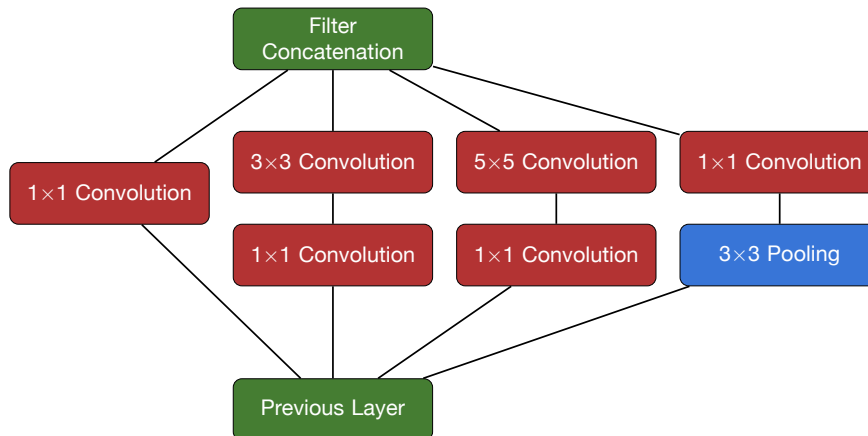 Filter
Concatenation
3×3 Convolution
5×5 Convolution
1×1 Convolution
1×1 Convolution
1×1 Convolution
1×1 Convolution
3×3 Pooling
Previous Layer